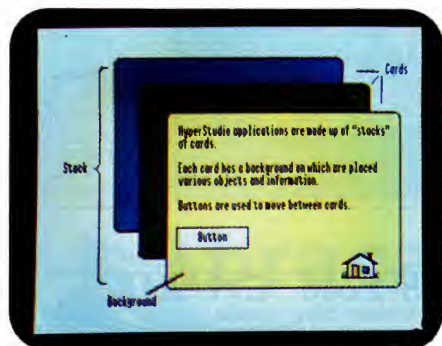 Cards
HyperStudio applications are made up of "stacks"
of cards.
Each card has a background on which are placed
various objects and information.
Stack
Buttons are used to move between cards.
Button
Background